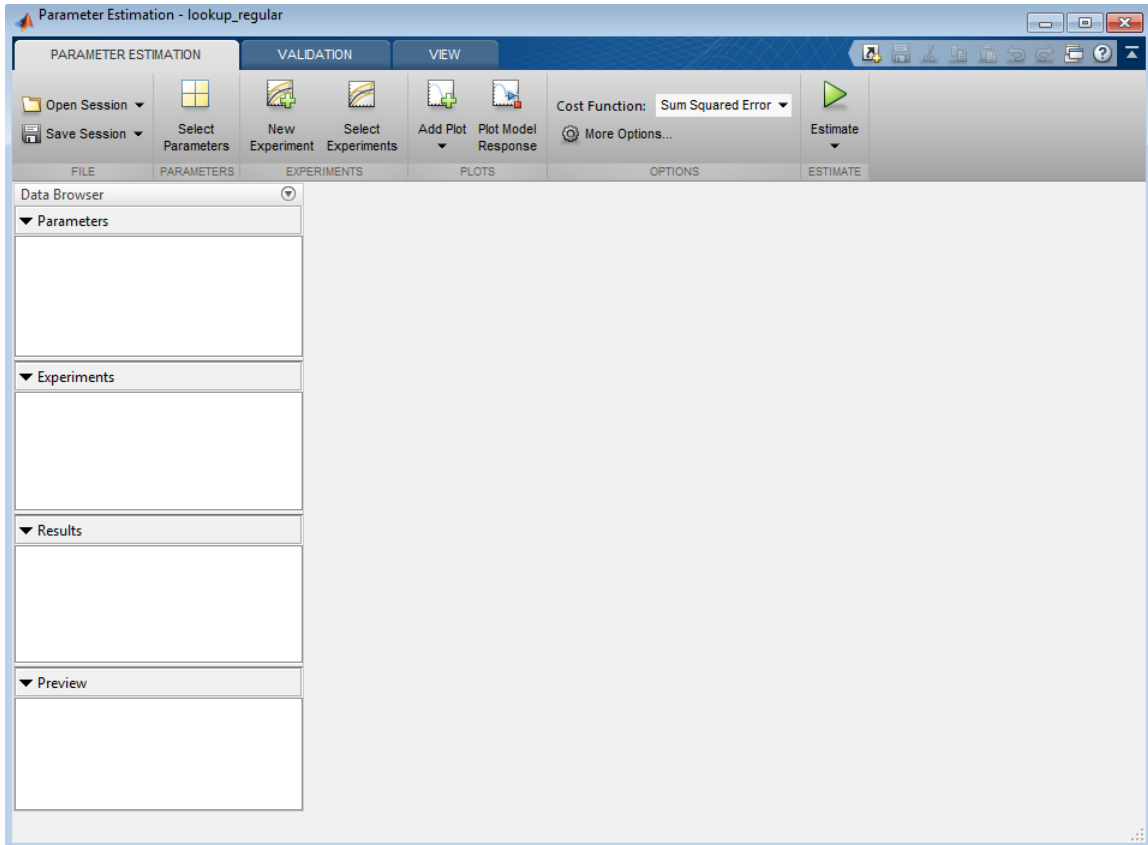 Parameter Estimation - lookup_regular
PARAMETER ESTIMATION
VALIDATION
VIEW
Open Session
Save Session
Select
Parameters
New
Experiment
Select
Experiments
Add Plot
Plot Model
Response
Cost Function: Sum Squared Error
More Options...
Estimate
FILE
PARAMETERS
EXPERIMENTS
PLOTS
OPTIONS
ESTIMATE
Data Browser
Parameters
Experiments
Results
Preview